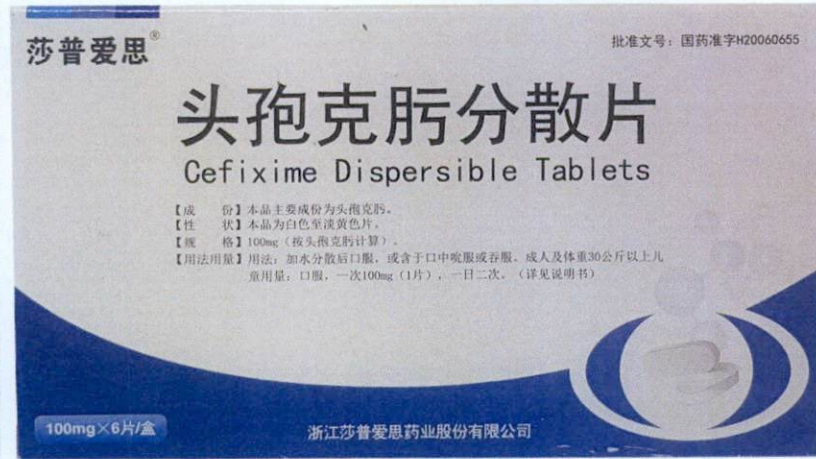 莎普爱思®
批准文号：国药准字H20060655
头孢克肟分散片
Cefixime Dispersible Tablets
【成 份】本品主要成份为头孢克肟。
【性 状】本品为白色至淡黄色片。
【规 格】100mg（按头孢克肟计算）。
【用法用量】用法：加水分散后口服，或含于口中吮服或吞服。成人及体重30公斤以上儿
童用量：口服，一次100mg（1片），一日二次。（详见说明书）
100mg×6片/盒
浙江莎普爱思药业股份有限公司